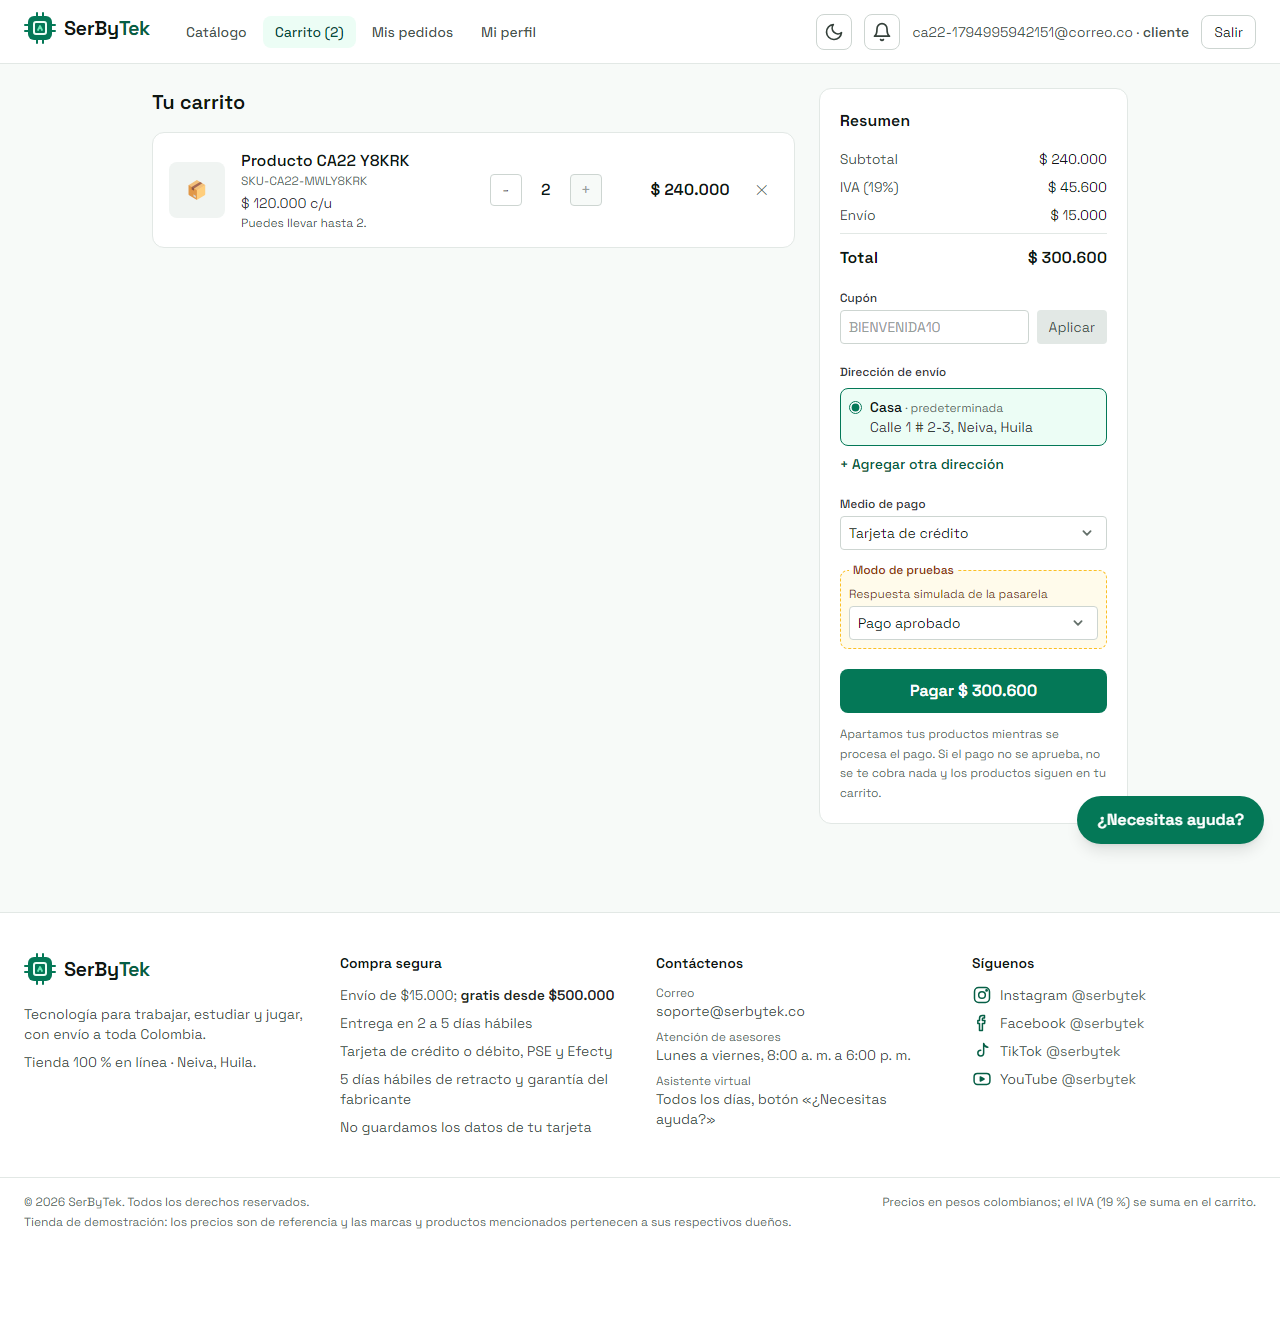 SerByTek
Catálogo
Carrito (2)
Mis pedidos
Mi perfil
ca22-1794995942151@correo.co · cliente
Salir
Tu carrito
Producto CA22 Y8KRK
SKU-CA22-MWLY8KRK
$ 120.000 c/u
Puedes llevar hasta 2.
-
2
+
$ 240.000
Resumen
Subtotal
$ 240.000
IVA (19%)
$ 45.600
Envío
$ 15.000
Total
$ 300.600
Cupón
BIENVENIDA10
Aplicar
Dirección de envío
Casa · predeterminada
Calle 1 # 2-3, Neiva, Huila
+ Agregar otra dirección
Medio de pago
Tarjeta de crédito
Modo de pruebas
Respuesta simulada de la pasarela
Pago aprobado
Pagar $ 300.600
Apartamos tus productos mientras se
procesa el pago. Si el pago no se aprueba, no
se te cobra nada y los productos siguen en tu
carrito.
¿Necesitas ayuda?
SerByTek
Tecnología para trabajar, estudiar y jugar,
con envío a toda Colombia.
Tienda 100 % en línea · Neiva, Huila.
Compra segura
Envío de $15.000; gratis desde $500.000
Entrega en 2 a 5 días hábiles
Tarjeta de crédito o débito, PSE y Efecty
5 días hábiles de retracto y garantía del
fabricante
No guardamos los datos de tu tarjeta
Contáctenos
Correo
soporte@serbytek.co
Atención de asesores
Lunes a viernes, 8:00 a. m. a 6:00 p. m.
Asistente virtual
Todos los días, botón «¿Necesitas
ayuda?»
Síguenos
Instagram @serbytek
Facebook @serbytek
TikTok @serbytek
YouTube @serbytek
© 2026 SerByTek. Todos los derechos reservados.
Precios en pesos colombianos; el IVA (19 %) se suma en el carrito.
Tienda de demostración: los precios son de referencia y las marcas y productos mencionados pertenecen a sus respectivos dueños.